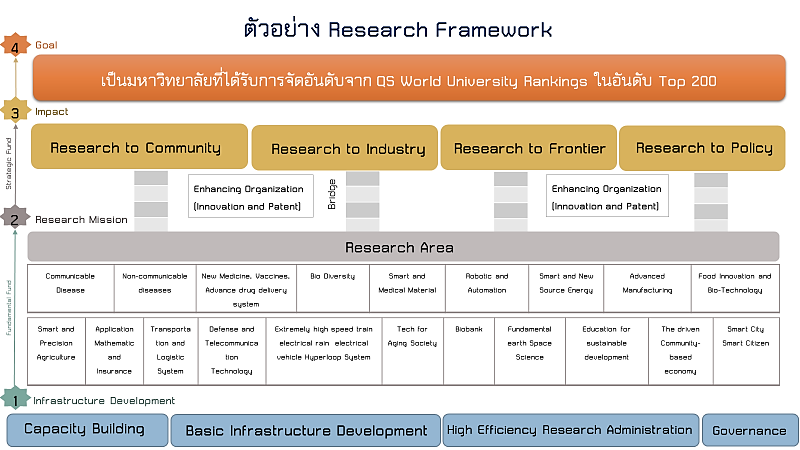 ตัวอย่าง Research Framework
4
Goal
เป็นมหาวิทยาลัยที่ได้รับการจัดอันดับจาก QS World University Rankings ในอันดับ Top 200
3
Impact
Research to Community
Research to Industry
Research to Frontier
Research to Policy
Strategic Fund
Enhancing Organization
(Innovation and Patent)
Bridge
Enhancing Organization
(Innovation and Patent)
2
Research Mission
Research Area
Fundamental Fund
Communicable
Disease
Non-communicable
diseases
New Medicine, Vaccines,
Advance drug delivery
system
Bio Diversity
Smart and
Medical Material
Robotic and
Automation
Smart and New
Source Energy
Advanced
Manufacturing
Food Innovation and
Bio-Technology
Smart and
Precision
Agriculture
Application
Mathematic
and
Insurance
Transporta
tion and
Logistic
System
Defense and
Telecommunica
tion
Technology
Extremely high speed train
electrical rain electrical
vehicle Hyperloop System
Tech for
Aging Society
Biobank
Fundamental
earth Space
Science
Education for
sustainable
development
The driven
Community-
based
economy
Smart City
Smart Citizen
1
Infrastructure Development
Capacity Building
Basic Infrastructure Development
High Efficiency Research Administration
Governance